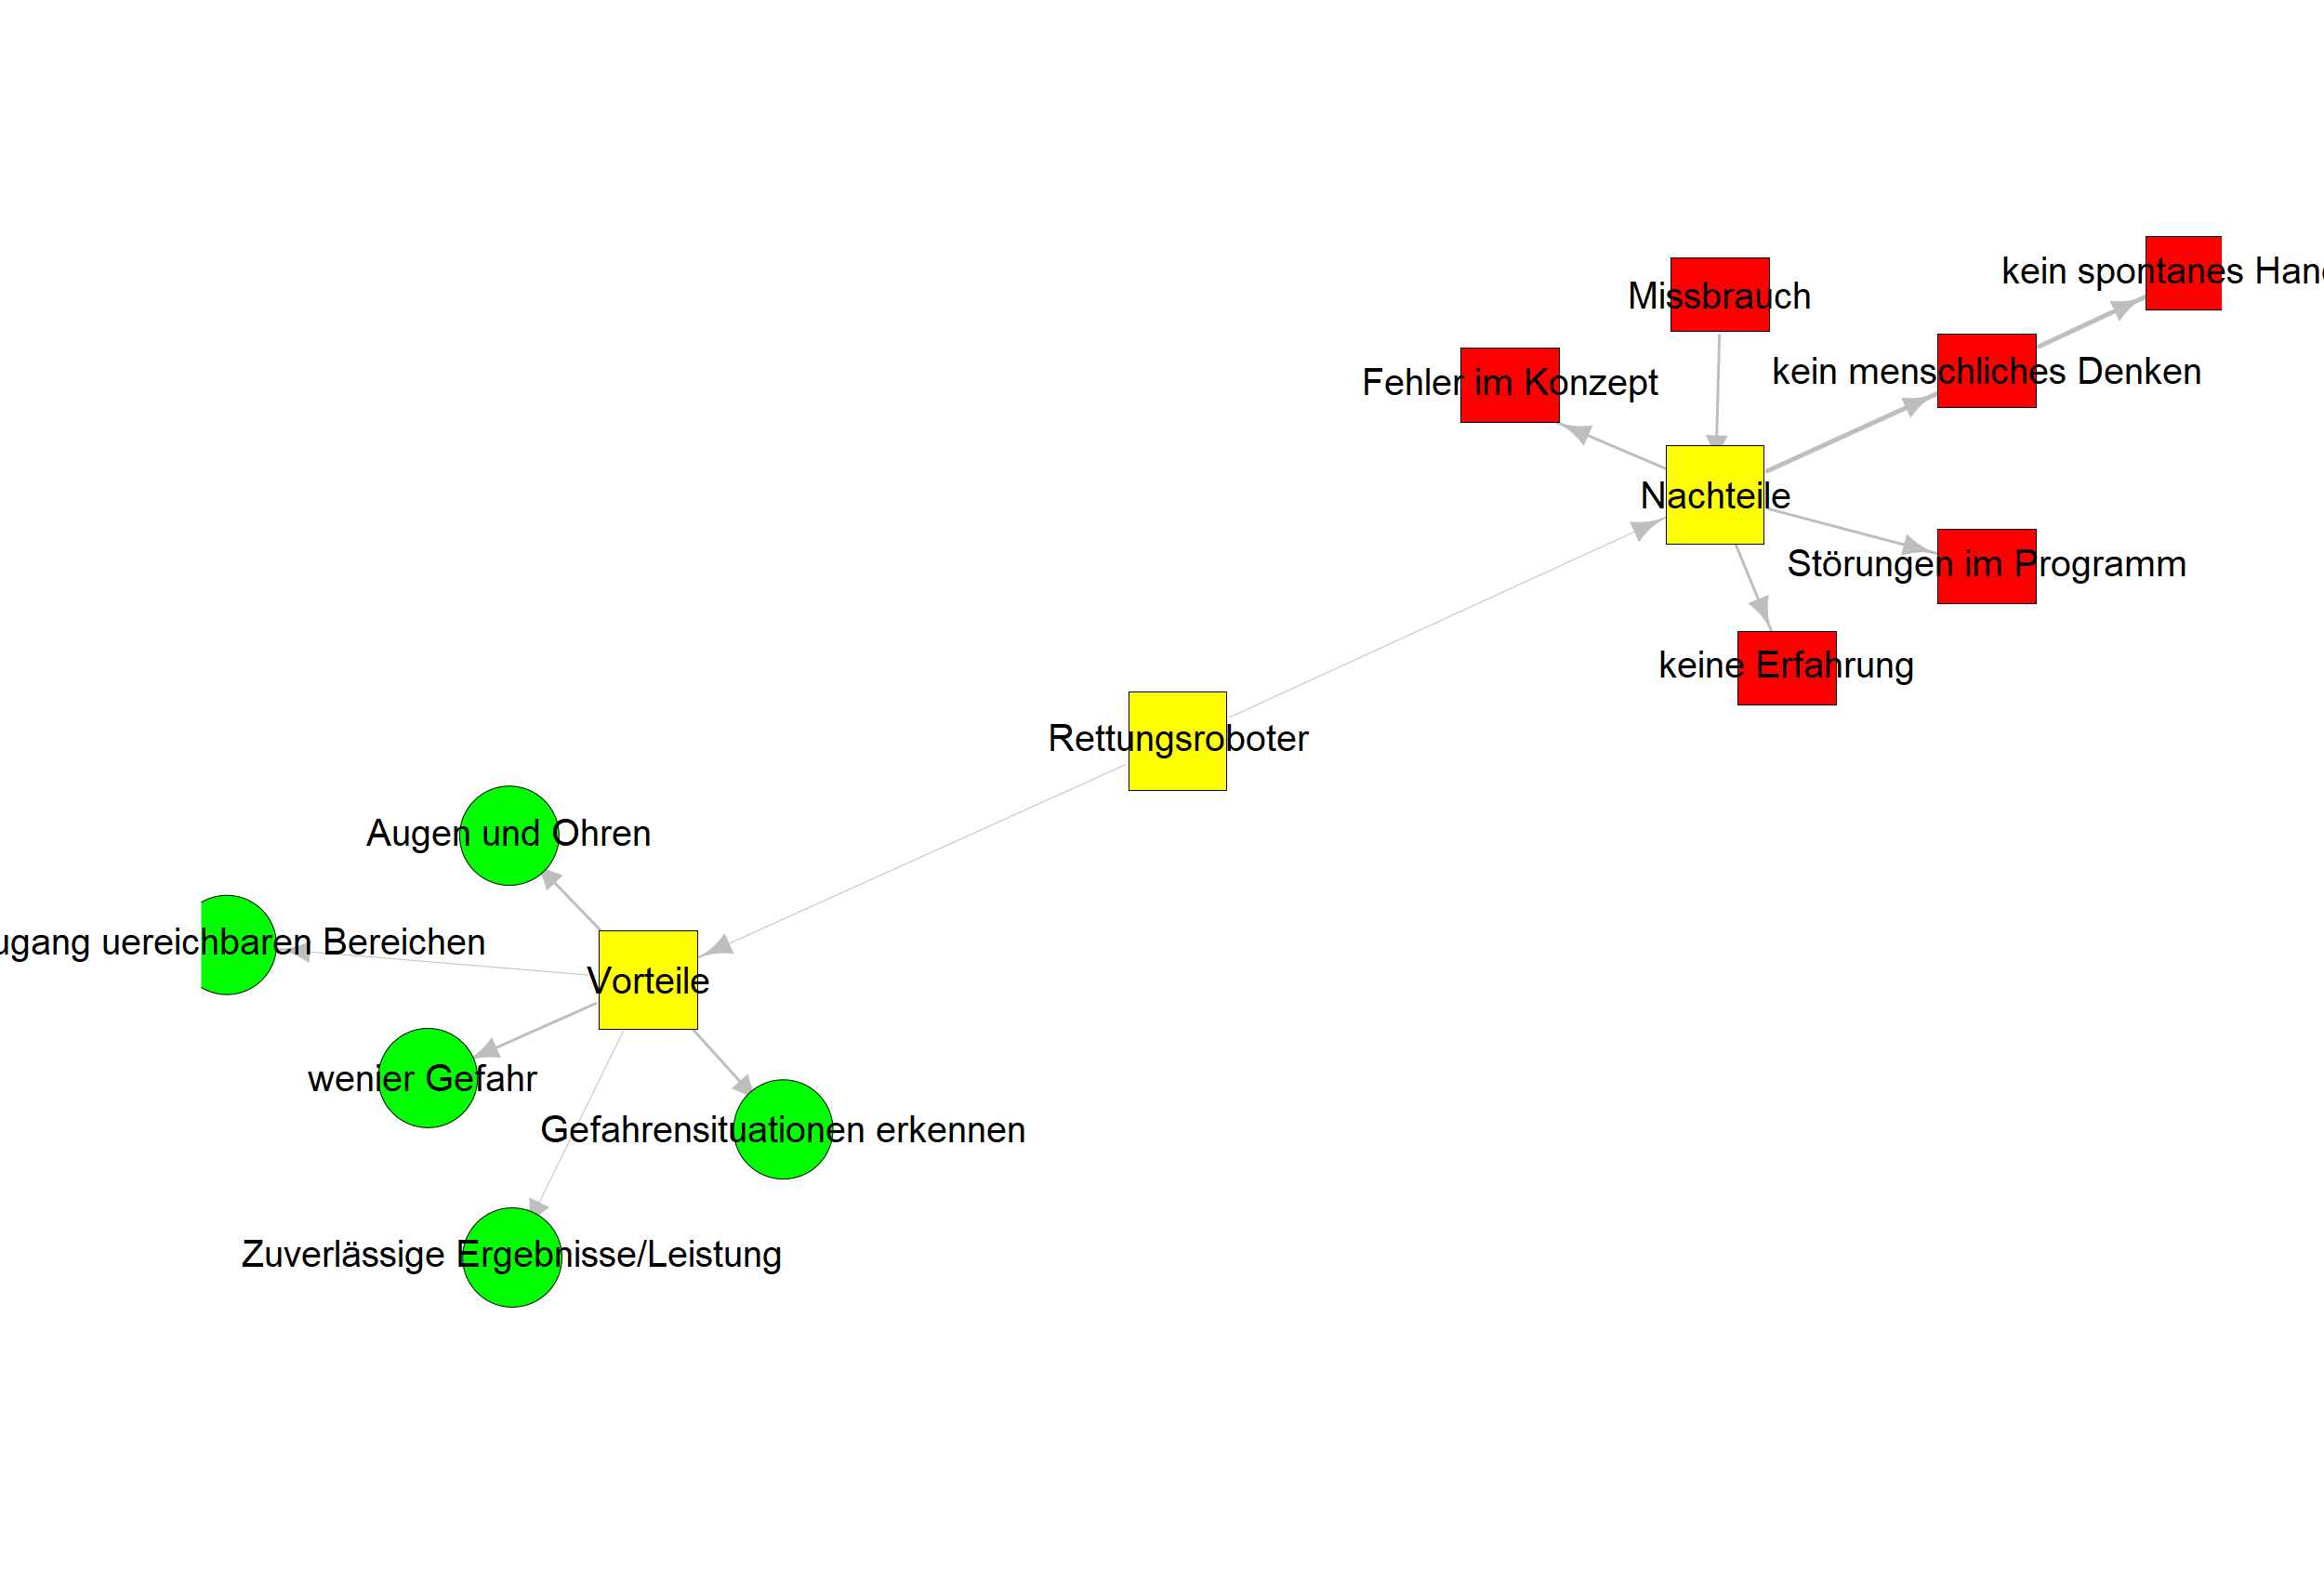 kein spontanes Han
Missbrauch
kein menschliches Denken
Fehler im Konzept
Nachteile
Störungen im Programm
keine Erfahrung
Rettungsroboter
Augen und Ohren
ugang uereichbaren Bereichen
Vorteile
wenier Gefahr
Gefahrensituationen erkennen
Zuverlässige Ergebnisse/Leistung